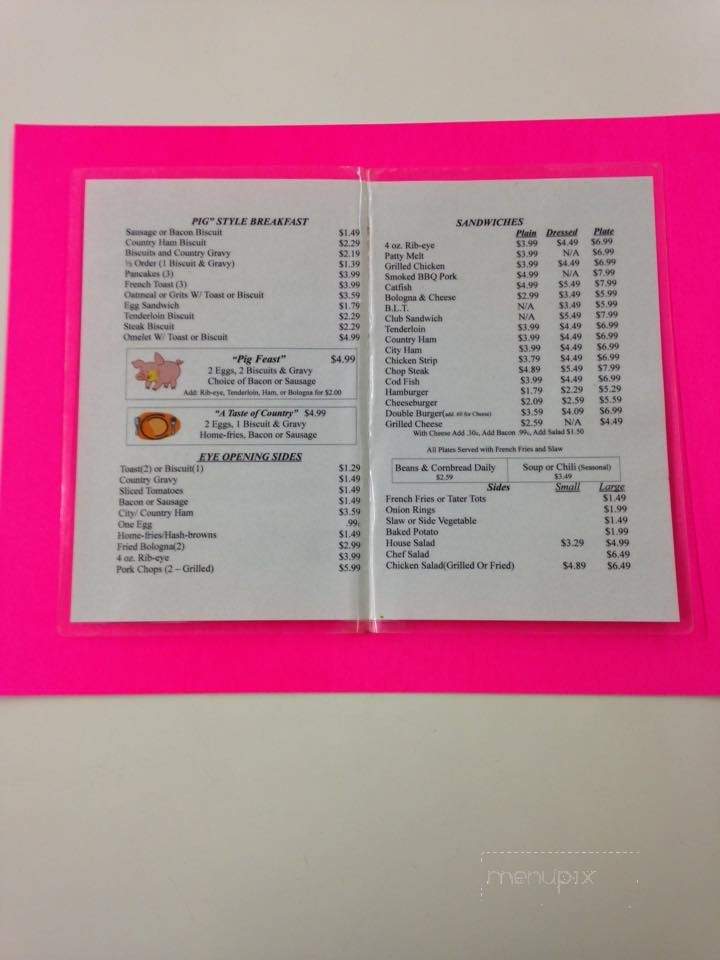 PIG" STYLE BREAKFAST
Sausage or Bacon Biscuit $1.49
Country Ham Biscuit $2.29
Biscuits and Country Gravy $2.19
½ Order (1 Biscuit & Gravy) $1.39
Pancakes (3) $3.99
French Toast (3) $3.99
Oatmeal or Grits W/ Toast or Biscuit $3.59
Egg Sandwich $1.79
Tenderloin Biscuit $2.29
Steak Biscuit $2.29
Omelet W/ Toast or Biscuit $4.99
"Pig Feast" $4.99
2 Eggs, 2 Biscuits & Gravy
Choice of Bacon or Sausage
Add: Rib-eye, Tenderloin, Ham, or Bologna for $2.00
"A Taste of Country" $4.99
2 Eggs, 1 Biscuit & Gravy
Home-fries, Bacon or Sausage
EYE OPENING SIDES
Toast(2) or Biscuit(1) $1.29
Country Gravy $1.49
Sliced Tomatoes $1.49
Bacon or Sausage $1.49
City/ Country Ham $3.59
One Egg .99¢
Home-fries/Hash-browns $1.49
Fried Bologna(2) $2.99
4 oz. Rib-eye $3.99
Pork Chops (2 – Grilled) $5.99
SANDWICHES
Plain Dressed Plate
4 oz. Rib-eye $3.99 $4.49 $6.99
Patty Melt $3.99 N/A $6.99
Grilled Chicken $3.99 $4.49 $6.99
Smoked BBQ Pork $4.99 N/A $7.99
Catfish $4.99 $5.49 $7.99
Bologna & Cheese $2.99 $3.49 $5.99
B.L.T. N/A $3.49 $5.99
Club Sandwich N/A $5.49 $7.99
Tenderloin $3.99 $4.49 $6.99
Country Ham $3.99 $4.49 $6.99
City Ham $3.99 $4.49 $6.99
Chicken Strip $3.79 $4.49 $6.99
Chop Steak $4.89 $5.49 $7.99
Cod Fish $3.99 $4.49 $6.99
Hamburger $1.79 $2.29 $5.29
Cheeseburger $2.09 $2.59 $5.59
Double Burger(add .60 for Cheese) $3.59 $4.09 $6.99
Grilled Cheese $2.59 N/A $4.49
With Cheese Add .30¢, Add Bacon .99¢, Add Salad $1.50
All Plates Served with French Fries and Slaw
Beans & Cornbread Daily
$2.59
Soup or Chili (Seasonal)
$3.49
Sides Small Large
French Fries or Tater Tots $1.49
Onion Rings $1.99
Slaw or Side Vegetable $1.49
Baked Potato $1.99
House Salad $3.29 $4.99
Chef Salad $6.49
Chicken Salad(Grilled Or Fried) $4.89 $6.49
menupix